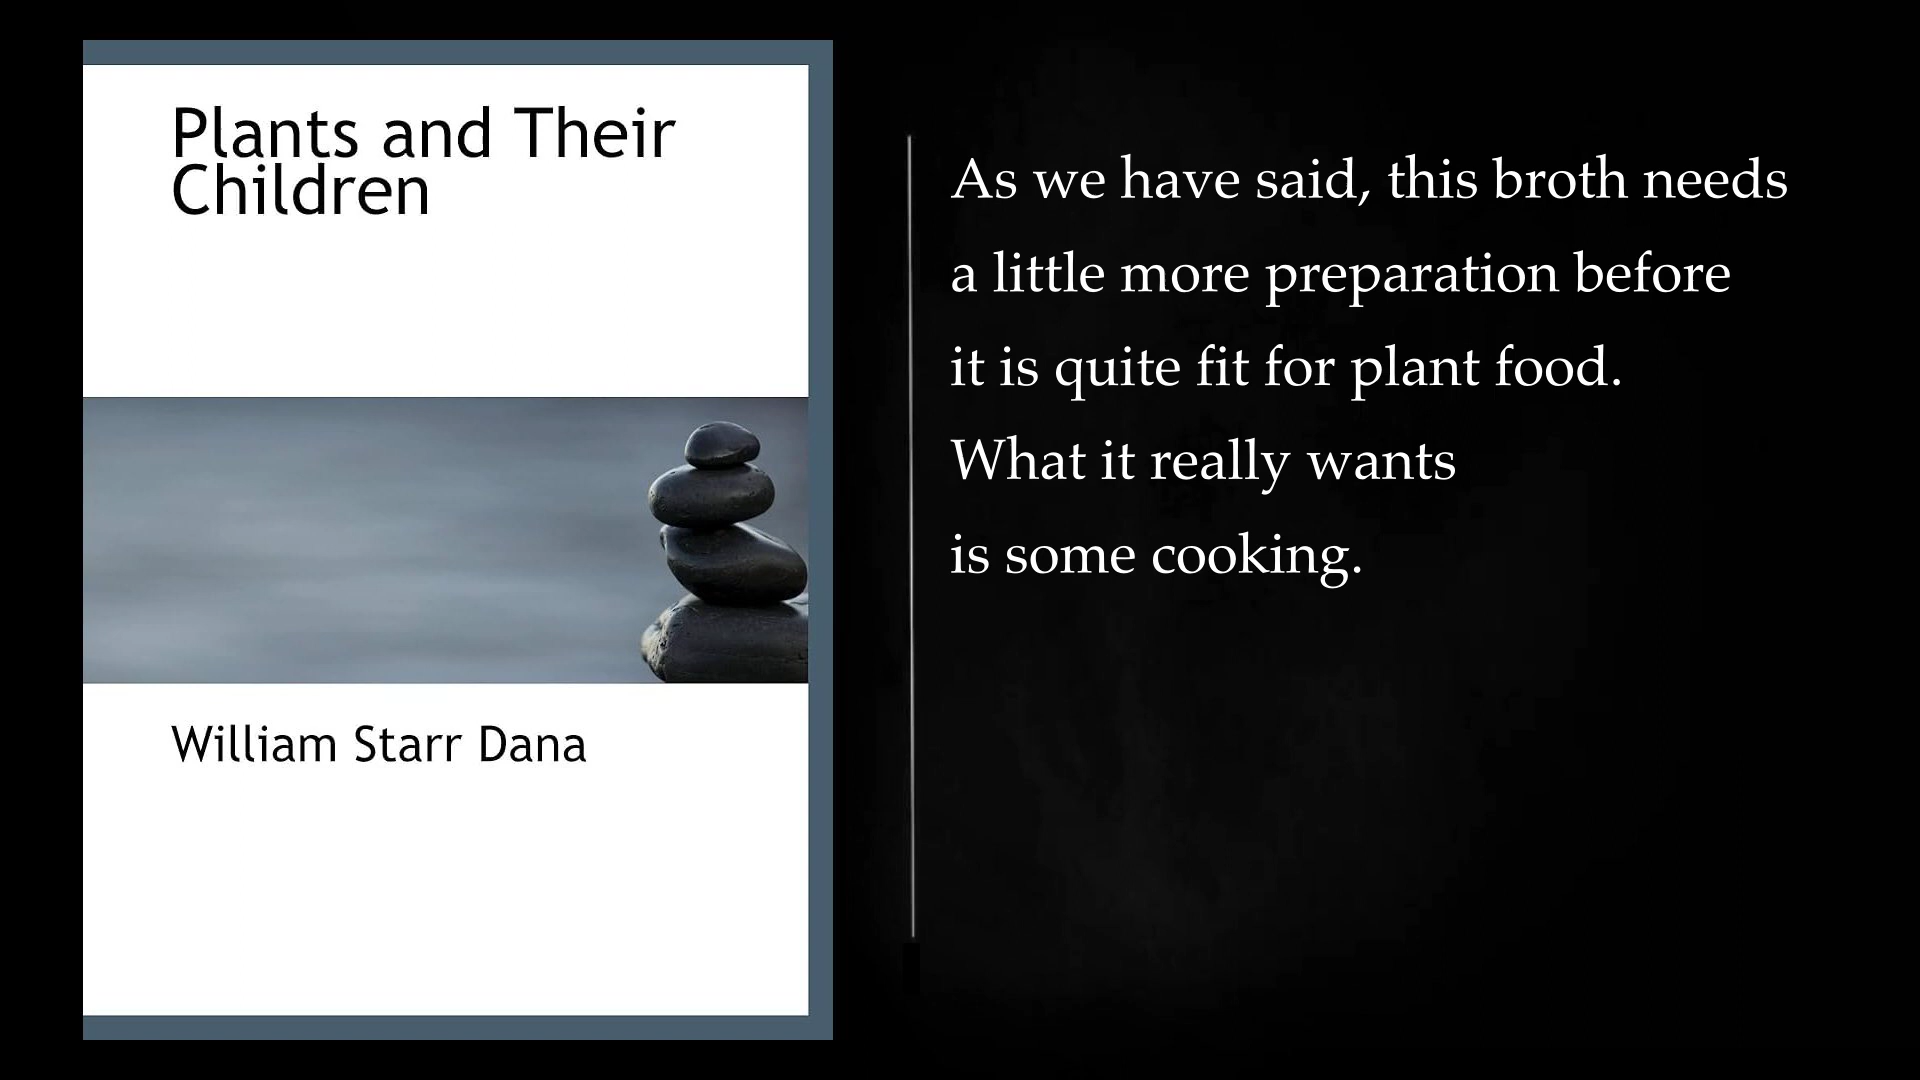 Plants and Their
Children
William Starr Dana
As we have said, this broth needs
a little more preparation before
it is quite fit for plant food.
What it really wants
is some cooking.